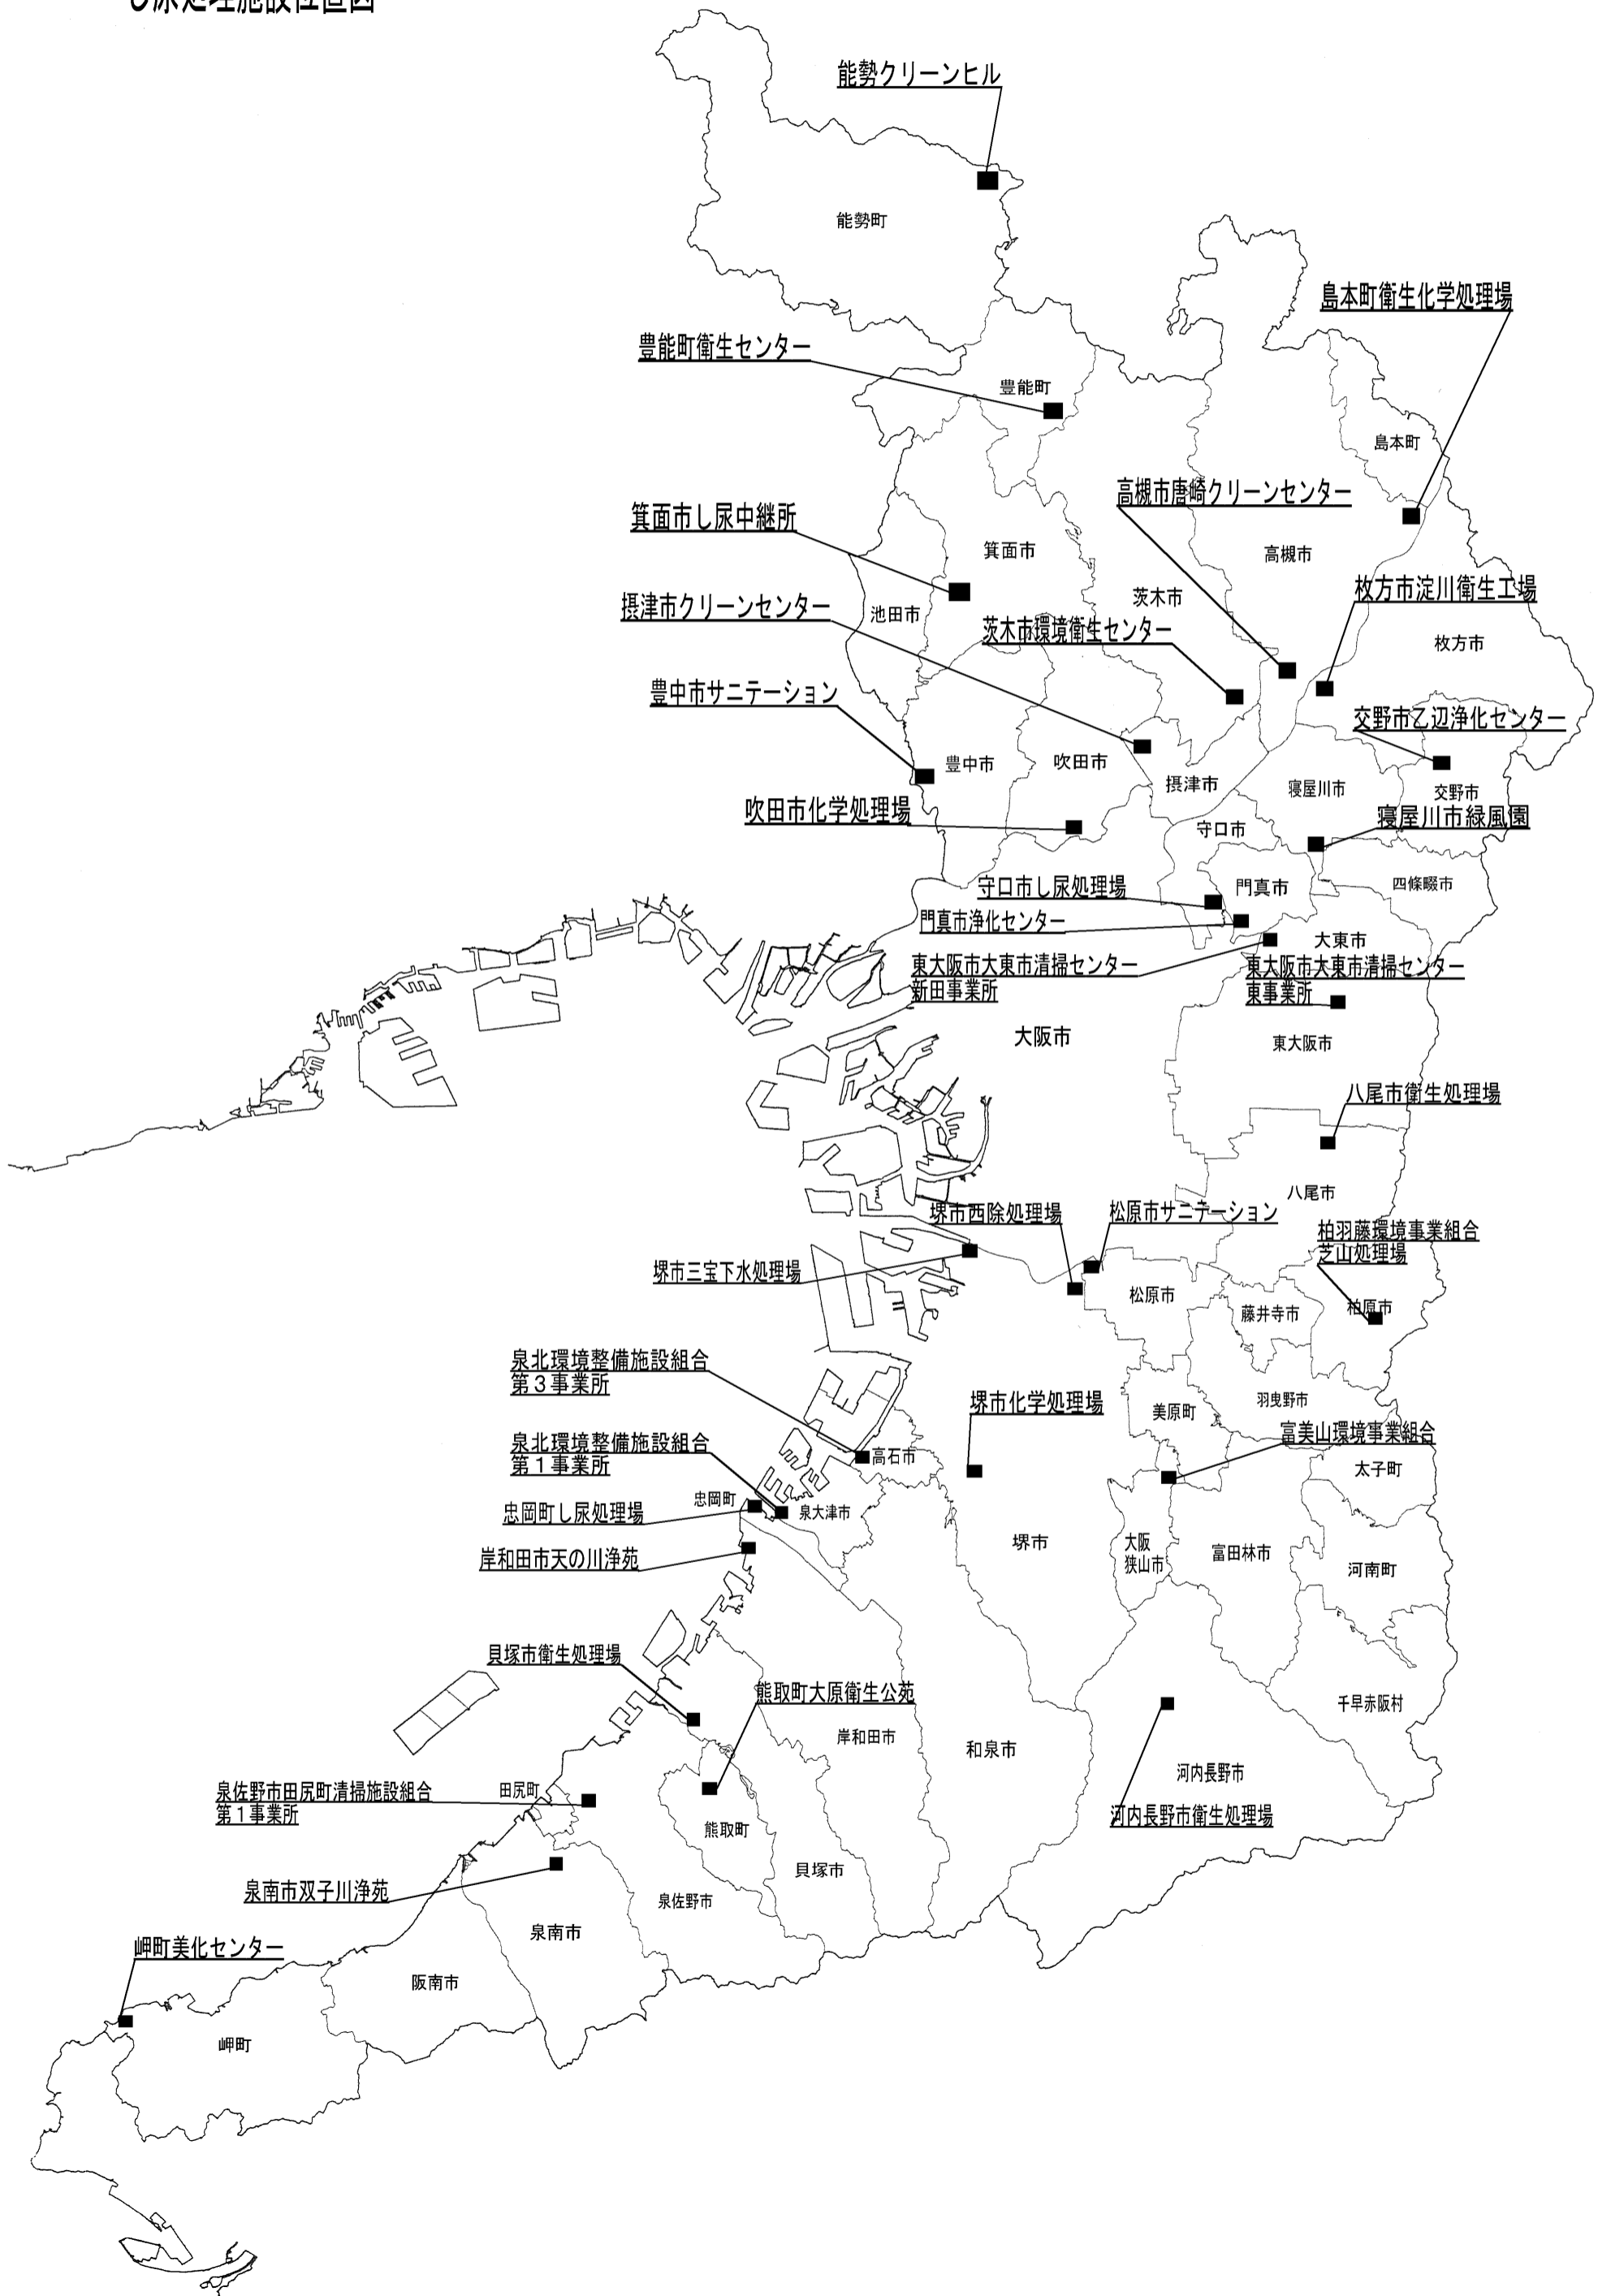 し尿処理施設位置図
能勢クリーンヒル
能勢町
島本町衛生化学処理場
豊能町衛生センター
豊能町
島本町
高槻市唐崎クリーンセンター
箕面市し尿中継所
箕面市
高槻市
枚方市淀川衛生工場
摂津市クリーンセンター
池田市
茨木市
茨木市環境衛生センター
枚方市
豊中市サニテーション
交野市乙辺浄化センター
豊中市
吹田市
摂津市
寝屋川市
交野市
吹田市化学処理場
守口市
寝屋川市緑風園
守口市し尿処理場
門真市
四條畷市
門真市浄化センター
大東市
東大阪市大東市清掃センター
新田事業所
東大阪市大東市清掃センター
東事業所
大阪市
東大阪市
八尾市衛生処理場
八尾市
堺市西除処理場
松原市サニテーション
柏羽藤環境事業組合
芝山処理場
堺市三宝下水処理場
松原市
藤井寺市
柏原市
泉北環境整備施設組合
第3事業所
堺市化学処理場
美原町
羽曳野市
富美山環境事業組合
泉北環境整備施設組合
第1事業所
高石市
太子町
忠岡町
忠岡町し尿処理場
泉大津市
堺市
大阪
狭山市
富田林市
河南町
岸和田市天の川浄苑
貝塚市衛生処理場
熊取町大原衛生公苑
千早赤阪村
岸和田市
和泉市
河内長野市
泉佐野市田尻町清掃施設組合
第1事業所
田尻町
熊取町
河内長野市衛生処理場
貝塚市
泉南市双子川浄苑
泉佐野市
泉南市
岬町美化センター
阪南市
岬町